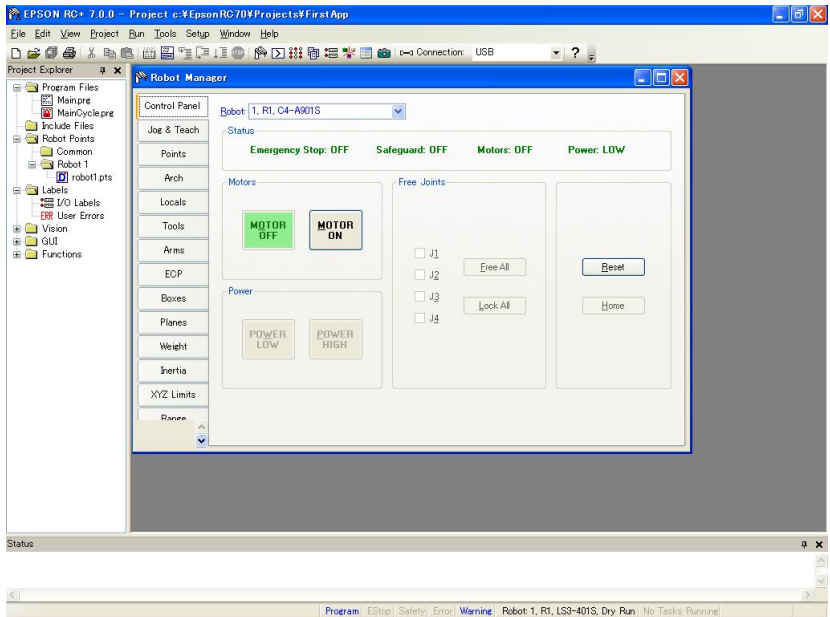 EPSON RC+ 7.0.0 - Project c:¥EpsonRC70¥Projects¥FirstApp
File Edit View Project Run Tools Setup Window Help
Connection: USB
Project Explorer
Program Files
Main.prg
MainCycle.prg
Include Files
Robot Points
Common
Robot 1
robot1.pts
Labels
I/O Labels
ERR User Errors
Vision
GUI
Functions
Robot Manager
Control Panel
Jog & Teach
Points
Arch
Locals
Tools
Arms
ECP
Boxes
Planes
Weight
Inertia
XYZ Limits
Range
Robot: 1, R1, C4-A901S
Status
Emergency Stop: OFF Safeguard: OFF Motors: OFF Power: LOW
Motors
MOTOR OFF
MOTOR ON
Power
POWER LOW
POWER HIGH
Free Joints
J1
J2
J3
J4
Free All
Lock All
Reset
Home
Status
Program EStop Safety Error Warning Robot: 1, R1, LS3-401S, Dry Run No Tasks Running